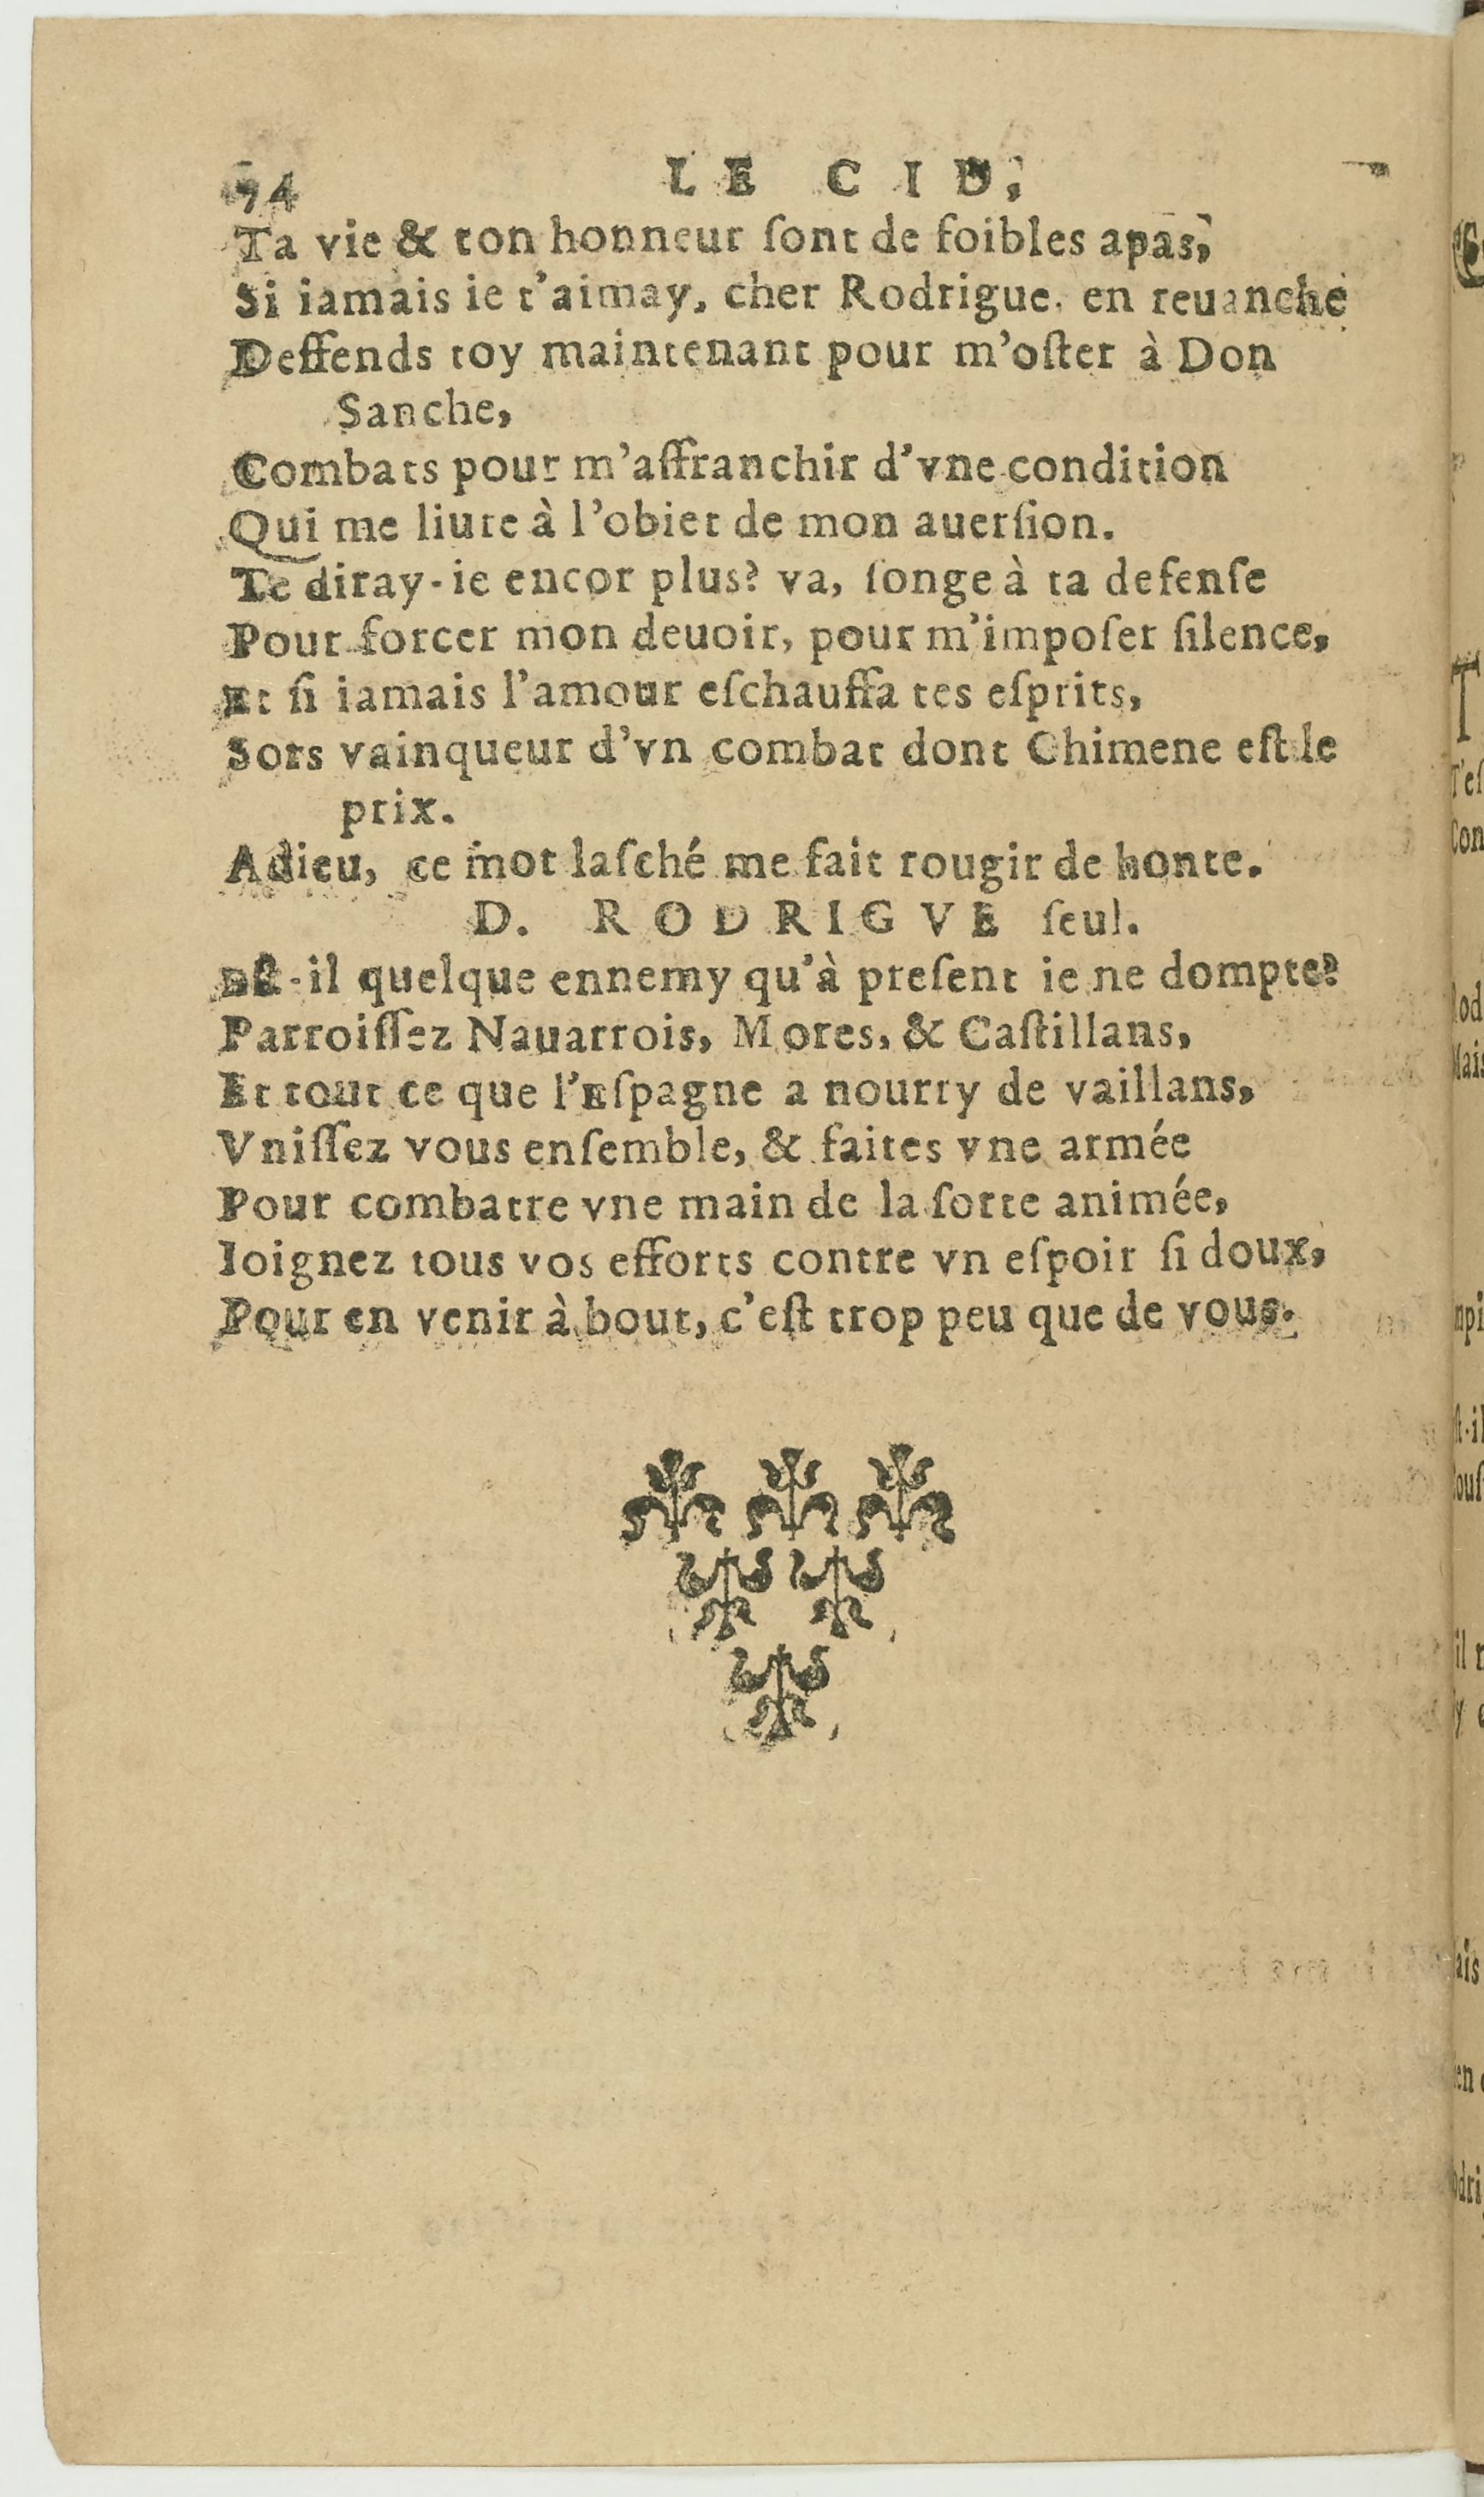 94 LE CID,
Ta vie & ton honneur ſont de foibles apas,
Si iamais ie t'aimay, cher Rodrigue, en reuanche
Deffends toy maintenant pour m'oſter à Don
Sanche,
Combats pour m'affranchir d'vne condition
Qui me liure à l'obiet de mon auerſion.
Te diray-ie encor plus? va, ſonge à ta defenſe
Pour forcer mon deuoir, pour m'impoſer ſilence,
Et ſi iamais l'amour eſchauffa tes eſprits,
Sors vainqueur d'vn combat dont Chimene eſt le
prix.
Adieu, ce mot laſché me fait rougir de honte.
D. RODRIGVE ſeul.
Eſt-il quelque ennemy qu'à preſent ie ne dompte?
Parroiſſez Nauarrois, Mores, & Caſtillans,
Et tout ce que l'Eſpagne a nourry de vaillans,
Vniſſez vous enſemble, & faites vne armée
Pour combatre vne main de la ſorte animée,
Ioignez tous vos efforts contre vn eſpoir ſi doux,
Pour en venir à bout, c'eſt trop peu que de vous.